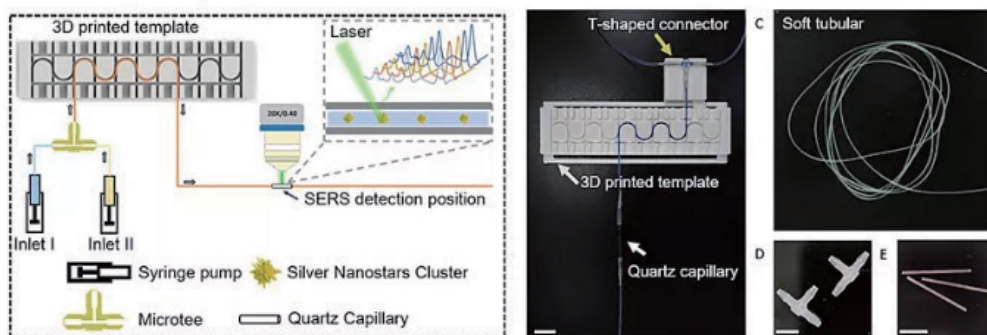 3D printed template
Laser
20X/0.40
SERS detection position
Inlet I
Inlet II
Syringe pump
Silver Nanostars Cluster
Microtee
Quartz Capillary
T-shaped connector
3D printed template
Quartz capillary
C
Soft tubular
D
E